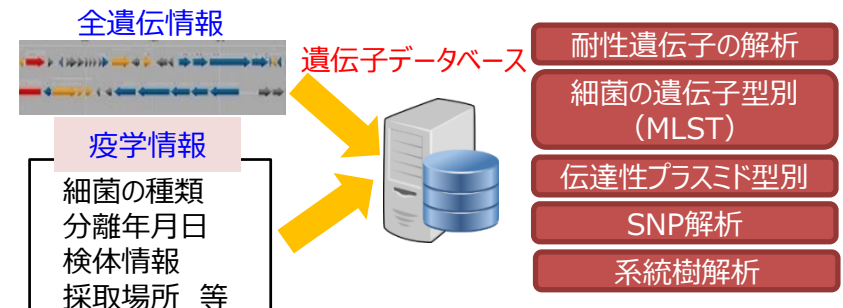 全遺伝情報
遺伝子データベース
疫学情報
細菌の種類
分離年月日
検体情報
採取場所 等
耐性遺伝子の解析
細菌の遺伝子型別
（MLST）
伝達性プラスミド型別
SNP解析
系統樹解析